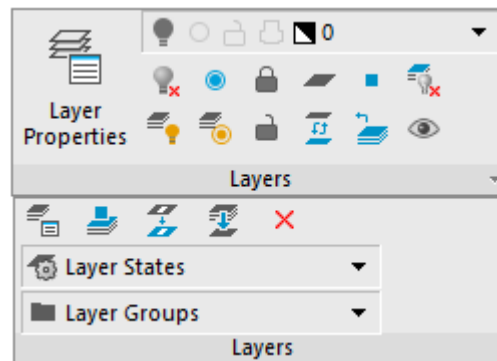 0
Layer
Properties
Layers
Layer States
Layer Groups
Layers